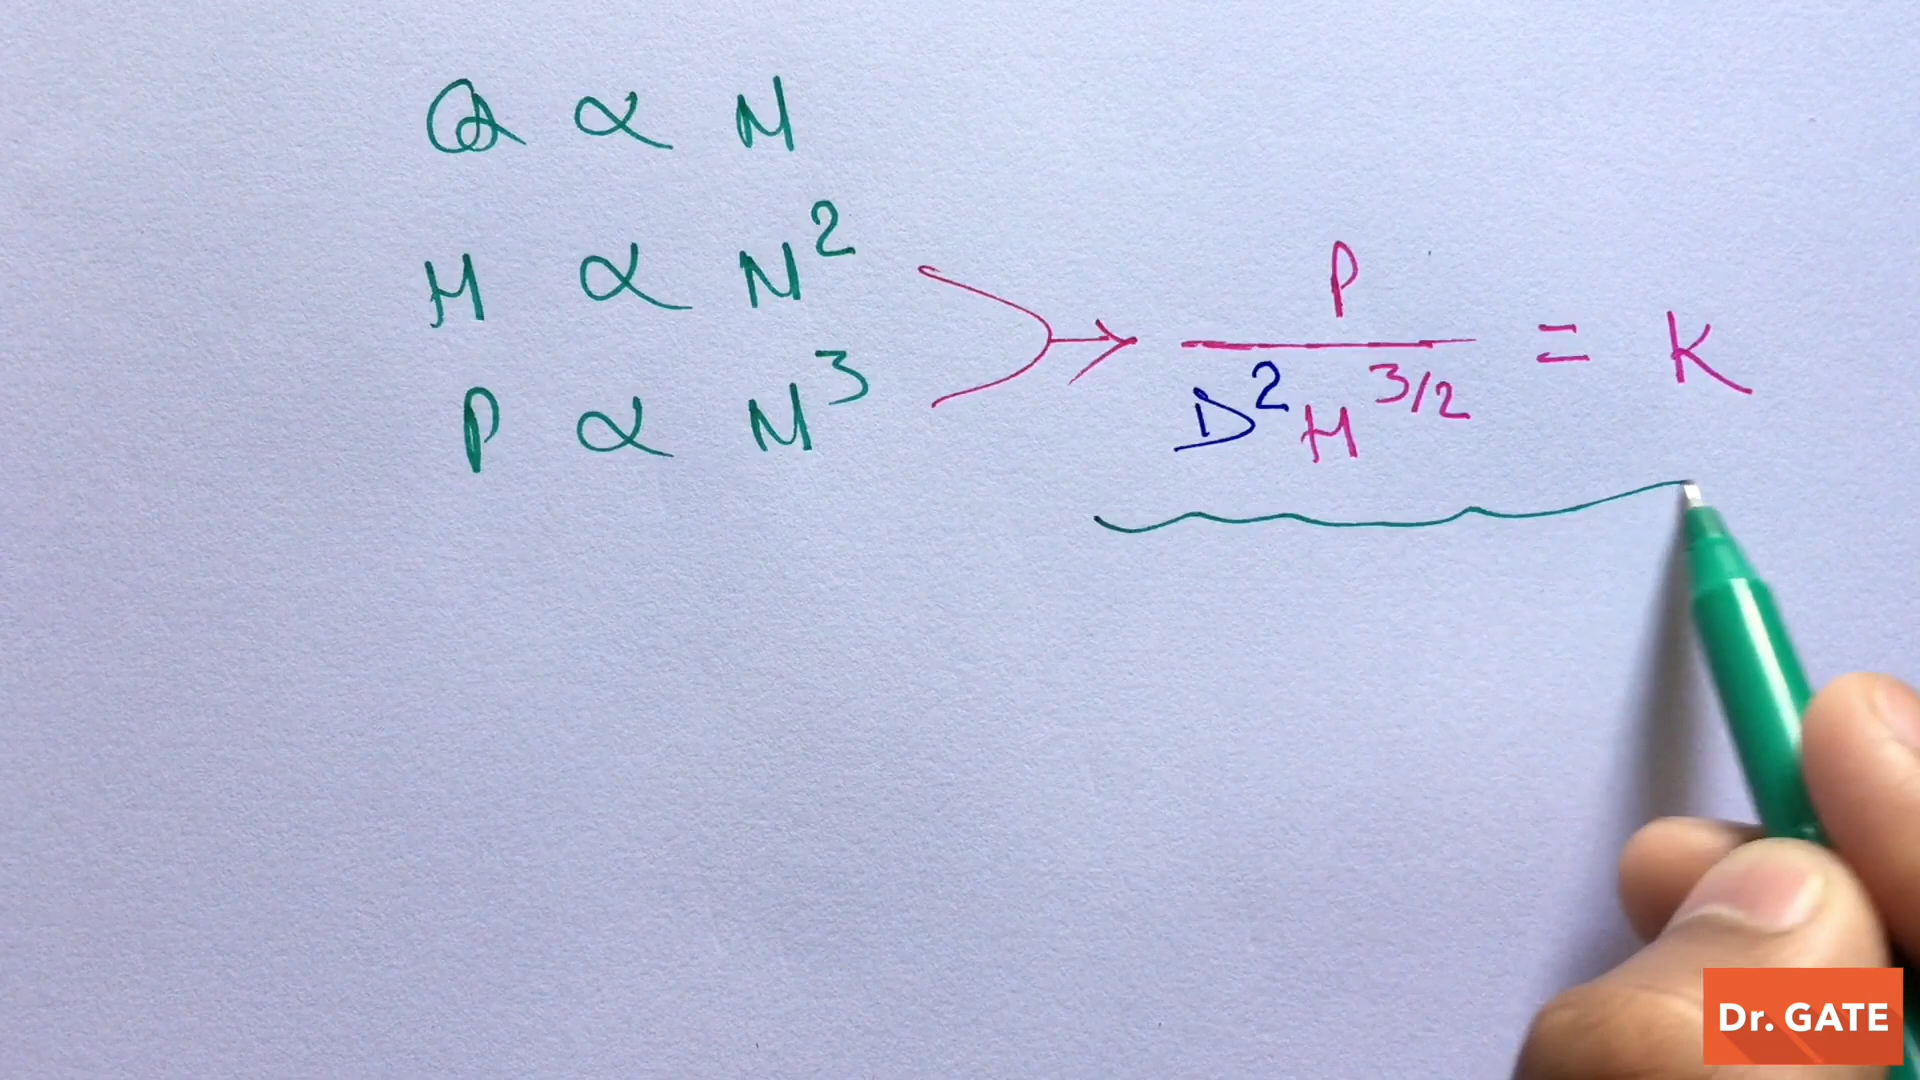 Q ∝ N
H ∝ N²
P ∝ N³
P / D² H^3/2 = K
Dr. GATE